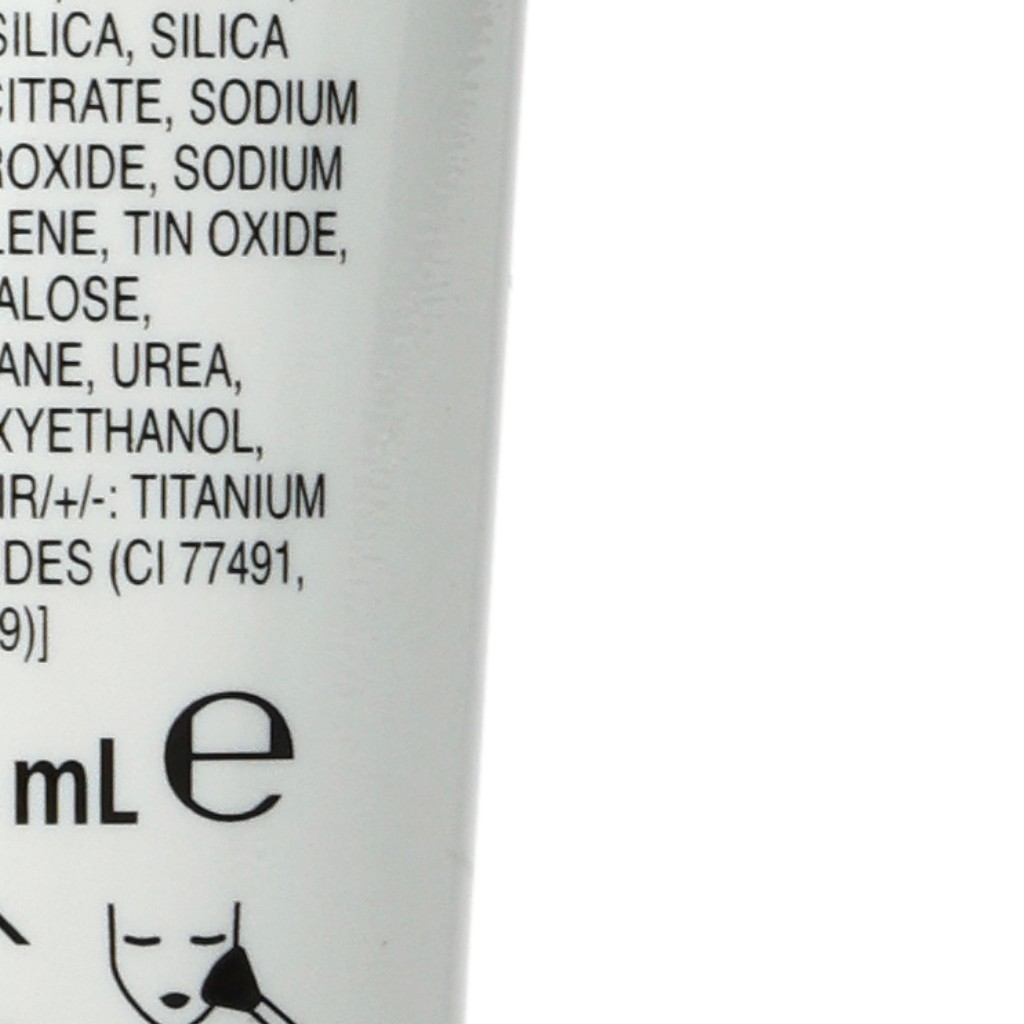 SILICA, SILICA
CITRATE, SODIUM
ROXIDE, SODIUM
LENE, TIN OXIDE,
ALOSE,
ANE, UREA,
XYETHANOL,
IR/+/-: TITANIUM
DES (CI 77491,
9)]
mL e